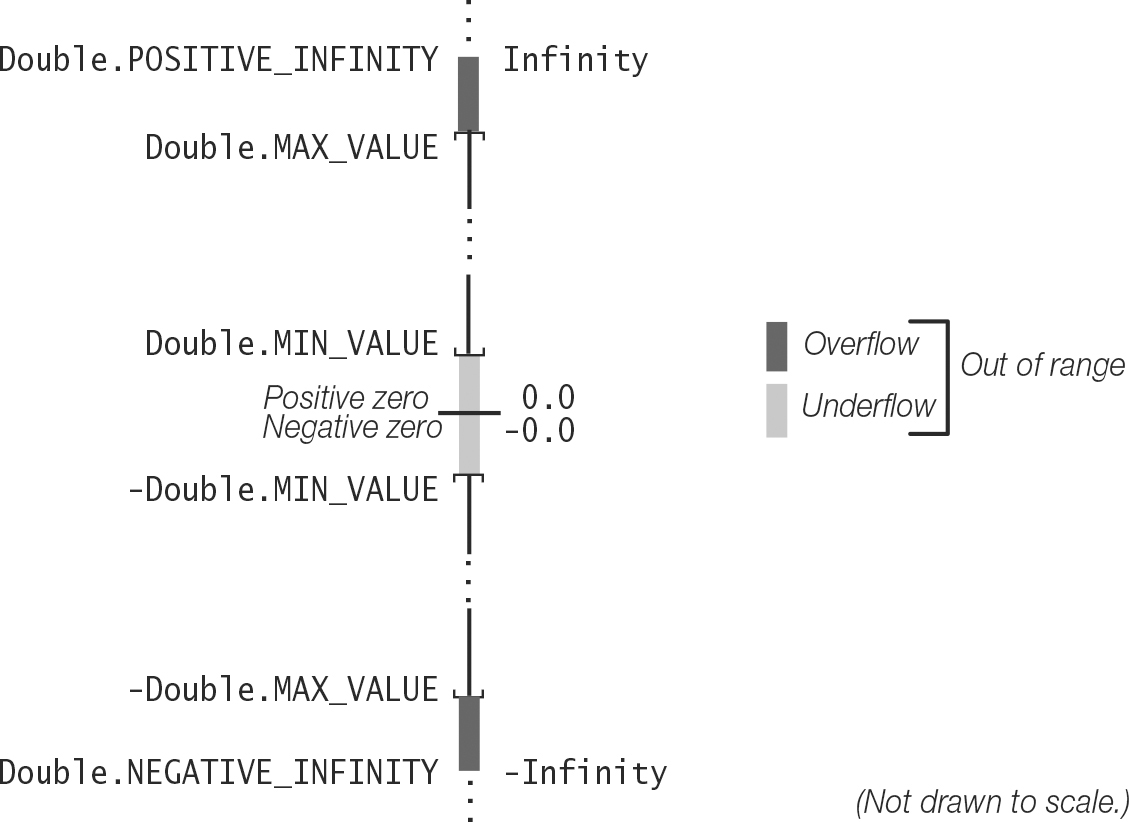 Double.POSITIVE_INFINITY Infinity
Double.MAX_VALUE
Double.MIN_VALUE
Overflow
Out of range
Positive zero 0.0
Underflow
Negative zero -0.0
-Double.MIN_VALUE
-Double.MAX_VALUE
Double.NEGATIVE_INFINITY -Infinity
(Not drawn to scale.)